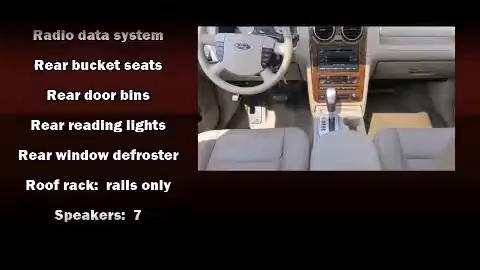 Radio data system
Rear bucket seats
Rear door bins
Rear reading lights
Rear window defroster
Roof rack:  rails only
Speakers:  7
Ford